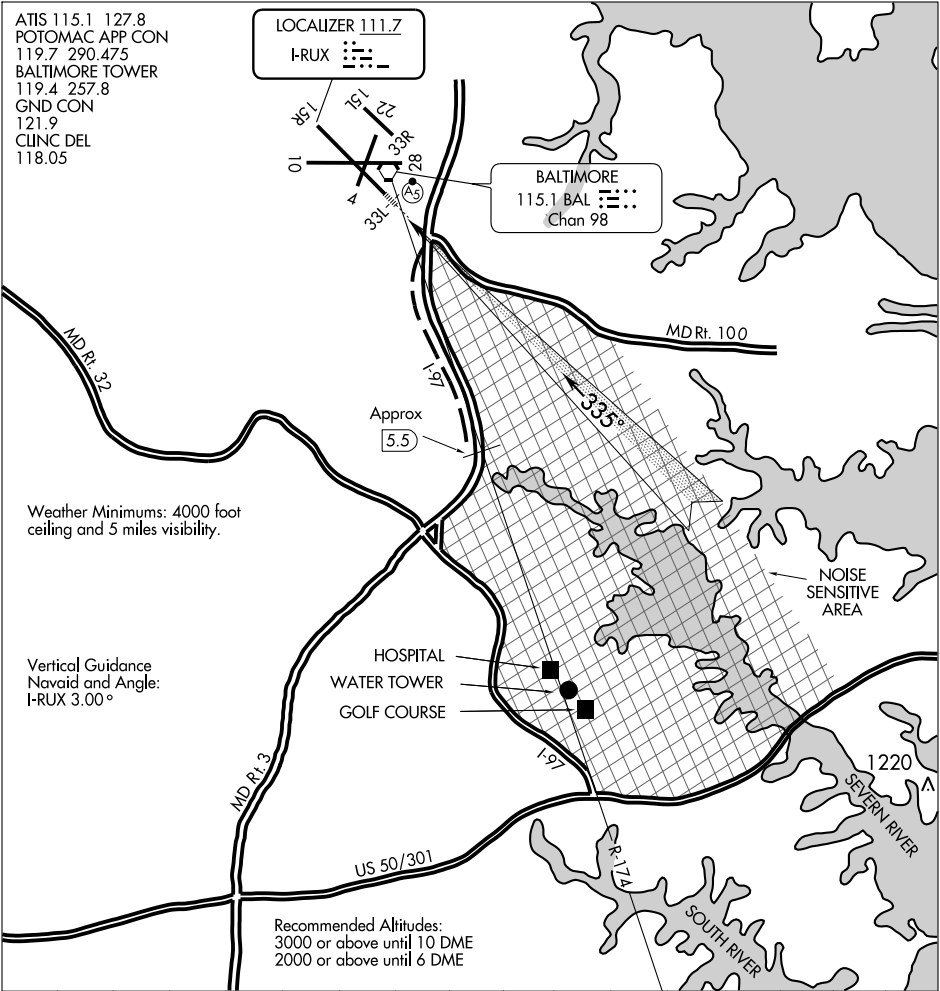 ATIS 115.1 127.8
POTOMAC APP CON
119.7 290.475
BALTIMORE TOWER
119.4 257.8
GND CON
121.9
CLINC DEL
118.05
LOCALIZER 111.7
I-RUX
15R
15L
22
33R
10
28
4
A5
33L
BALTIMORE
115.1 BAL
Chan 98
MD Rt. 100
MD Rt. 32
I-97
335°
Approx
5.5
Weather Minimums: 4000 foot
ceiling and 5 miles visibility.
NOISE
SENSITIVE
AREA
Vertical Guidance
Navaid and Angle:
I-RUX 3.00°
HOSPITAL
WATER TOWER
GOLF COURSE
I-97
MD Rt. 3
1220
SEVERN RIVER
US 50/301
R-174
SOUTH RIVER
Recommended Altitudes:
3000 or above until 10 DME
2000 or above until 6 DME